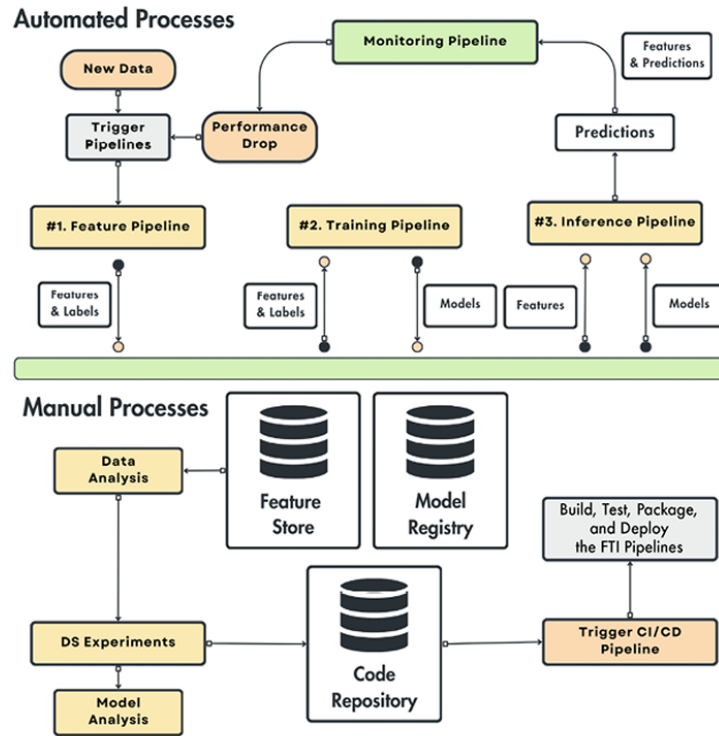 Automated Processes
Monitoring Pipeline
Features
& Predictions
New Data
Trigger
Pipelines
Performance
Drop
Predictions
#1. Feature Pipeline
#2. Training Pipeline
#3. Inference Pipeline
Features
& Labels
Features
& Labels
Models
Features
Models
Manual Processes
Data
Analysis
Feature
Store
Model
Registry
Build, Test, Package,
and Deploy
the FTI Pipelines
DS Experiments
Code
Repository
Trigger CI/CD
Pipeline
Model
Analysis